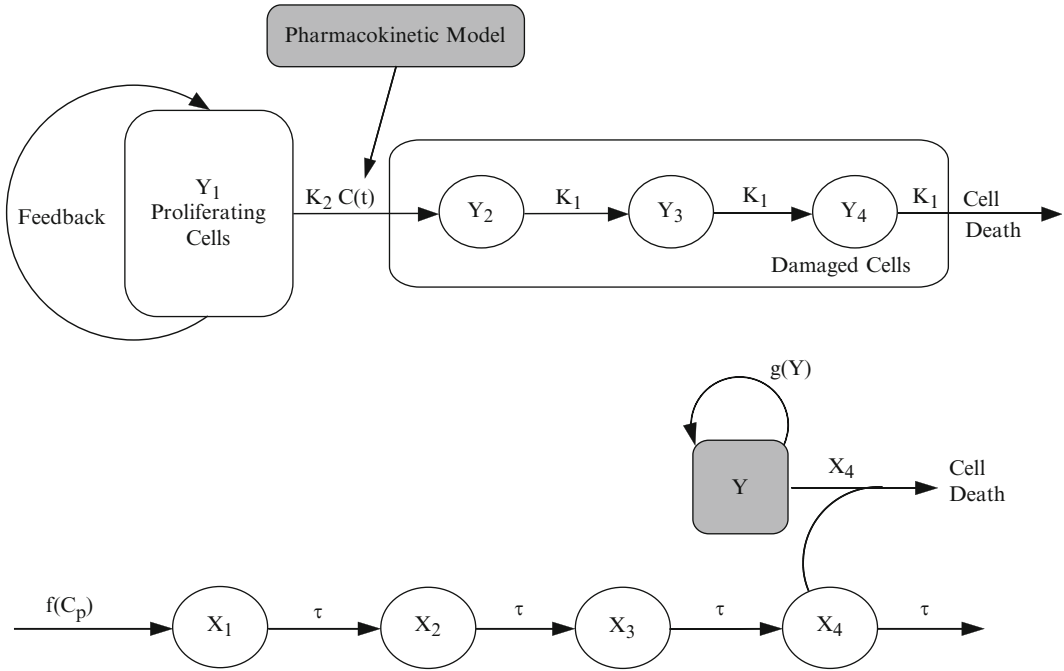 Pharmacokinetic Model
Feedback
Y₁
Proliferating
Cells
K₂ C(t)
Y₂
K₁
Y₃
K₁
Y₄
K₁
Cell
Death
Damaged Cells
g(Y)
Y
X₄
Cell
Death
f(Cₚ)
X₁
τ
X₂
τ
X₃
τ
X₄
τ